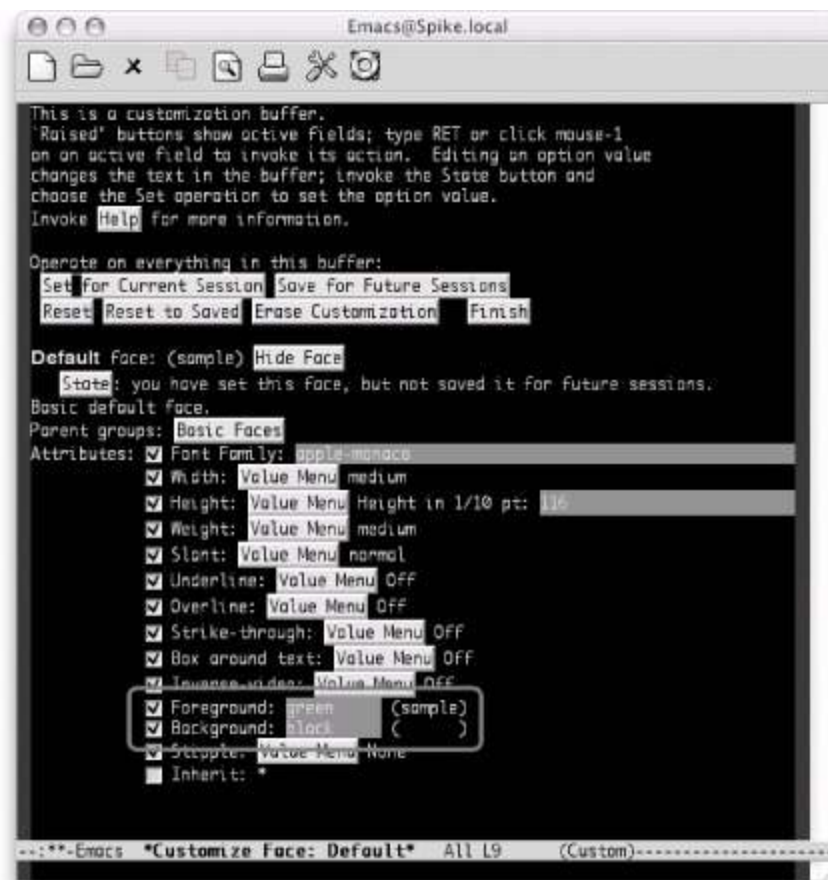 Emacs@Spike.local
This is a customization buffer.
`Raised' buttons show active fields; type RET or click mouse-1
on an active field to invoke its action.  Editing an option value
changes the text in the buffer; invoke the State button and
choose the Set operation to set the option value.
Invoke Help for more information.
Operate on everything in this buffer:
Set for Current Session Save for Future Sessions
Reset Reset to Saved Erase Customization Finish
Default face: (sample) Hide Face
State: you have set this face, but not saved it for future sessions.
Basic default face.
Parent groups: Basic Faces
Attributes: Font Family: apple-monaco
Width: Value Menu medium
Height: Value Menu Height in 1/10 pt: 116
Weight: Value Menu medium
Slant: Value Menu normal
Underline: Value Menu Off
Overline: Value Menu Off
Strike-through: Value Menu Off
Box around text: Value Menu Off
Inverse-video: Value Menu Off
Foreground: green (sample)
Background: black ( )
Stipple: Value Menu None
Inherit: *
--:**-Emacs *Customize Face: Default* All L9 (Custom)---------------------